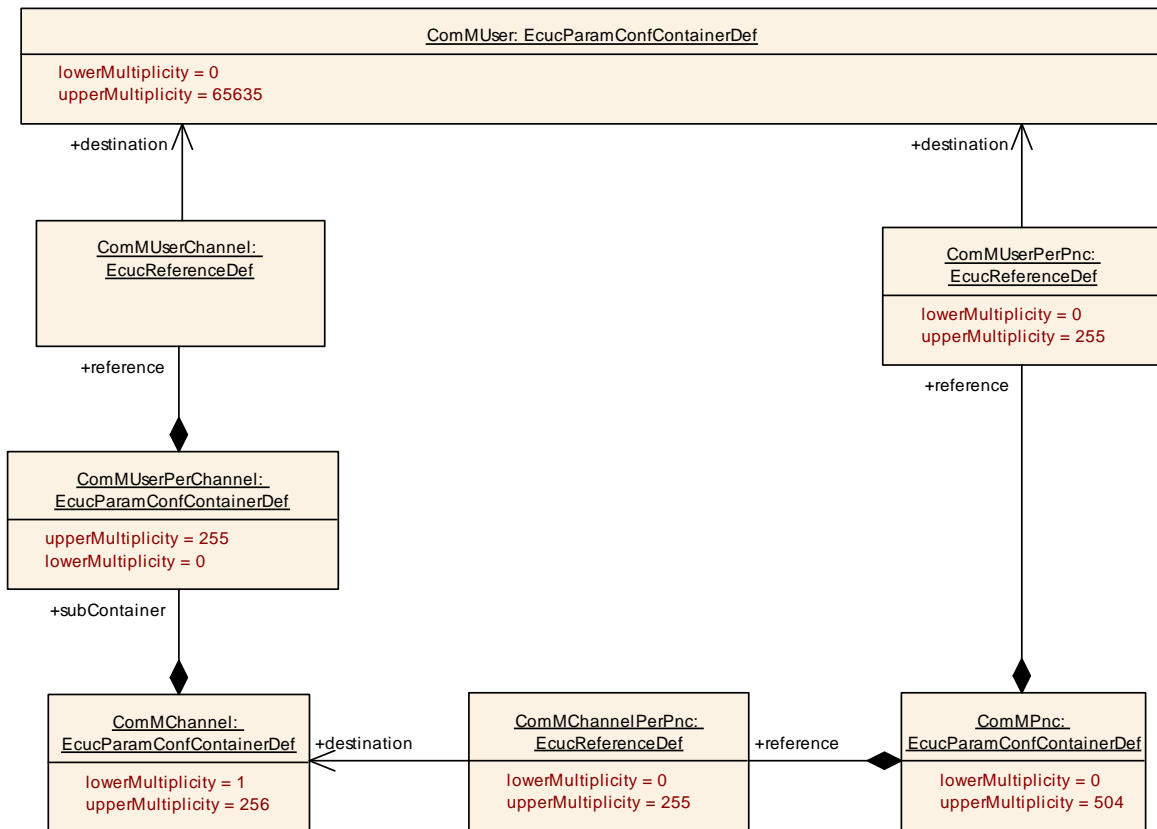 ComMUser: EcucParamConfContainerDef
lowerMultiplicity = 0
upperMultiplicity = 65635
+destination
+destination
ComMUserChannel:
EcucReferenceDef
ComMUserPerPnc:
EcucReferenceDef
lowerMultiplicity = 0
upperMultiplicity = 255
+reference
+reference
ComMUserPerChannel:
EcucParamConfContainerDef
upperMultiplicity = 255
lowerMultiplicity = 0
+subContainer
ComMChannel:
EcucParamConfContainerDef
lowerMultiplicity = 1
upperMultiplicity = 256
+destination
ComMChannelPerPnc:
EcucReferenceDef
lowerMultiplicity = 0
upperMultiplicity = 255
+reference
ComMPnc:
EcucParamConfContainerDef
lowerMultiplicity = 0
upperMultiplicity = 504